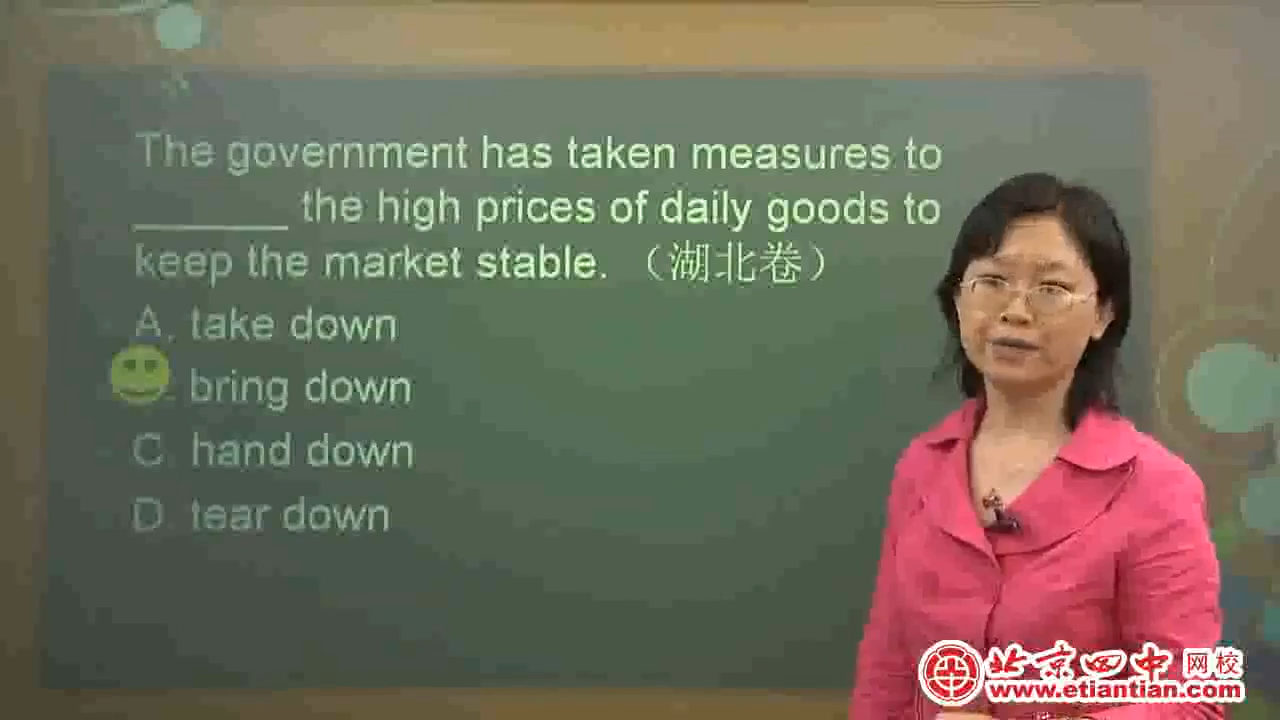 The government has taken measures to
______ the high prices of daily goods to
keep the market stable. （湖北卷）
A. take down
bring down
C. hand down
D. tear down
北京四中网校
www.etiantian.com